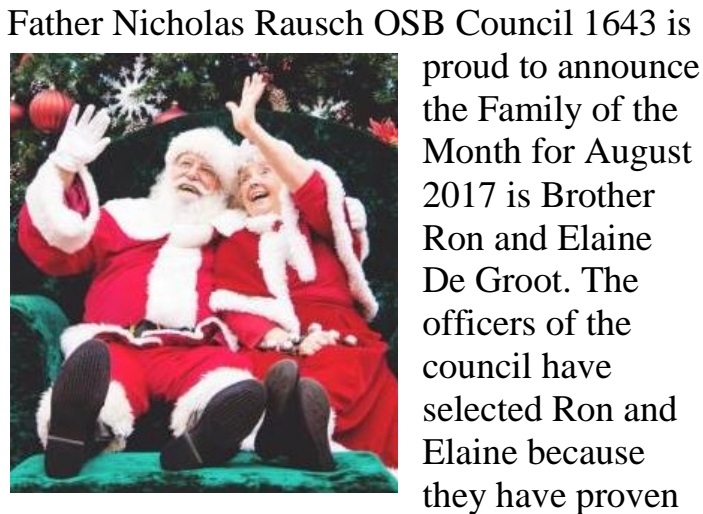 Father Nicholas Rausch OSB Council 1643 is
proud to announce
the Family of the
Month for August
2017 is Brother
Ron and Elaine
De Groot. The
officers of the
council have
selected Ron and
Elaine because
they have proven